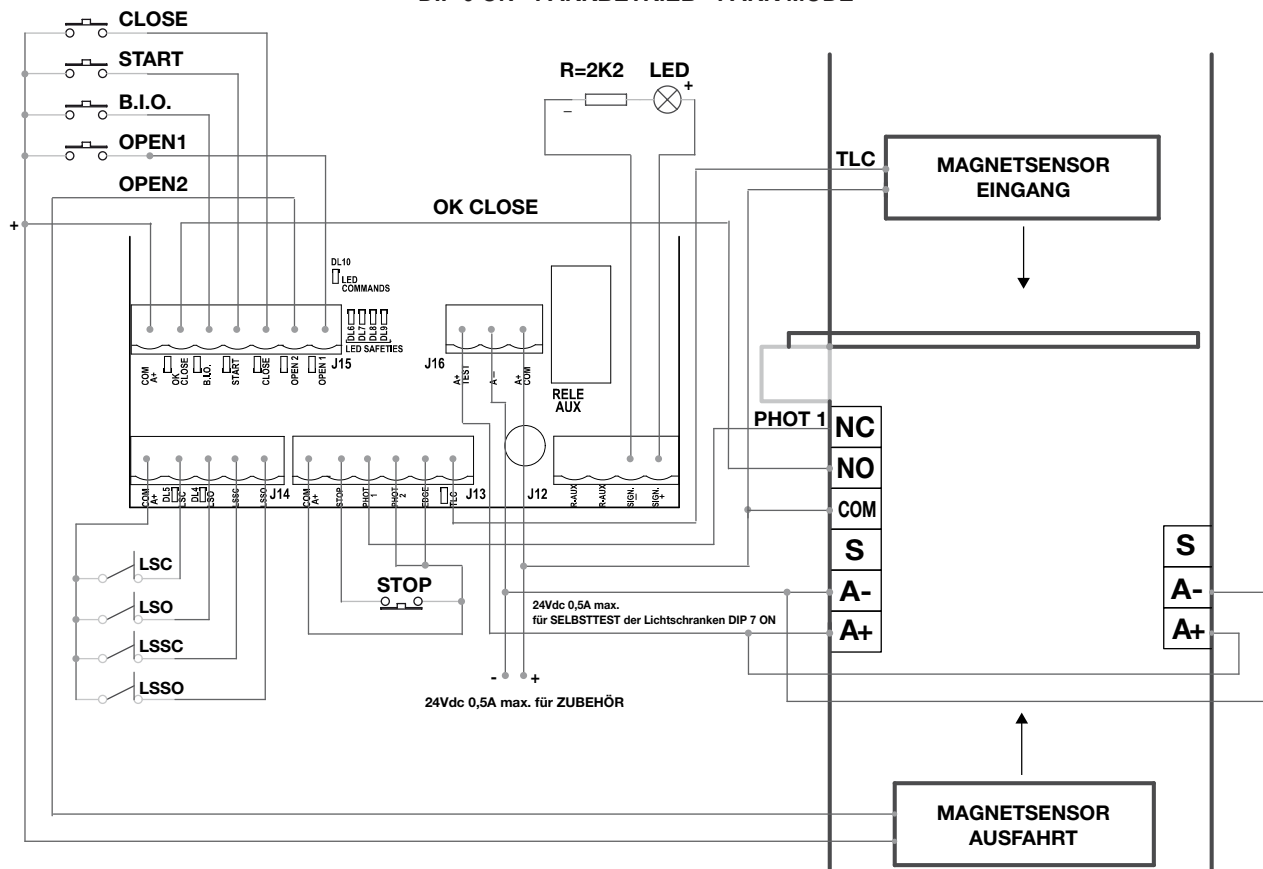 CLOSE
START
B.I.O.
OPEN1
OPEN2
+
R=2K2 LED
+
–
OK CLOSE
TLC
MAGNETSENSOR
EINGANG
DL10
LED
COMMANDS
DL6
DL7
DL8
DL9
LED SAFETIES
J15
COM
A+
OK
CLOSE
B.I.O.
START
CLOSE
OPEN 2
OPEN 1
J16
A+
TEST
A–
A+
COM
RELE
AUX
PHOT 1
NC
NO
COM
S
A-
A+
S
A-
A+
COM
A+
DL5
LSC
DL4
LSO
LSSC
LSSO
J14
COM
A+
STOP
PHOT
1
PHOT
2
EDGE
TLC
J13
J12
R-AUX
R-AUX
SIGN.
–
SIGN.
+
LSC
LSO
LSSC
LSSO
STOP
24Vdc 0,5A max.
für SELBSTTEST der Lichtschranken DIP 7 ON
- +
24Vdc 0,5A max. für ZUBEHÖR
MAGNETSENSOR
AUSFAHRT